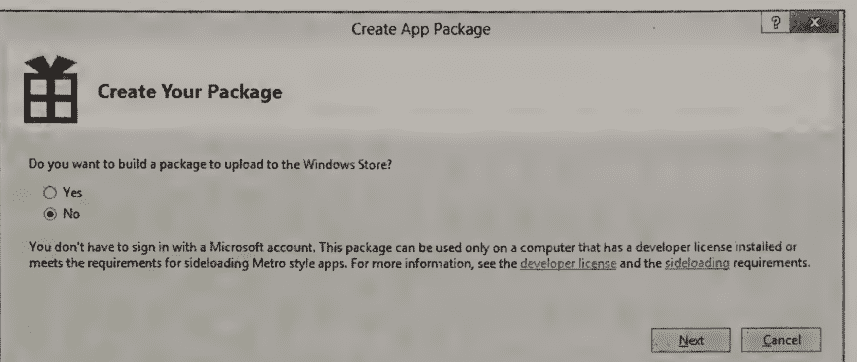 Create App Package
?
x
Create Your Package
Do you want to build a package to upload to the Windows Store?
Yes
No
You don't have to sign in with a Microsoft account. This package can be used only on a computer that has a developer license installed or
meets the requirements for sideloading Metro style apps. For more information, see the developer license and the sideloading requirements.
Next
Cancel